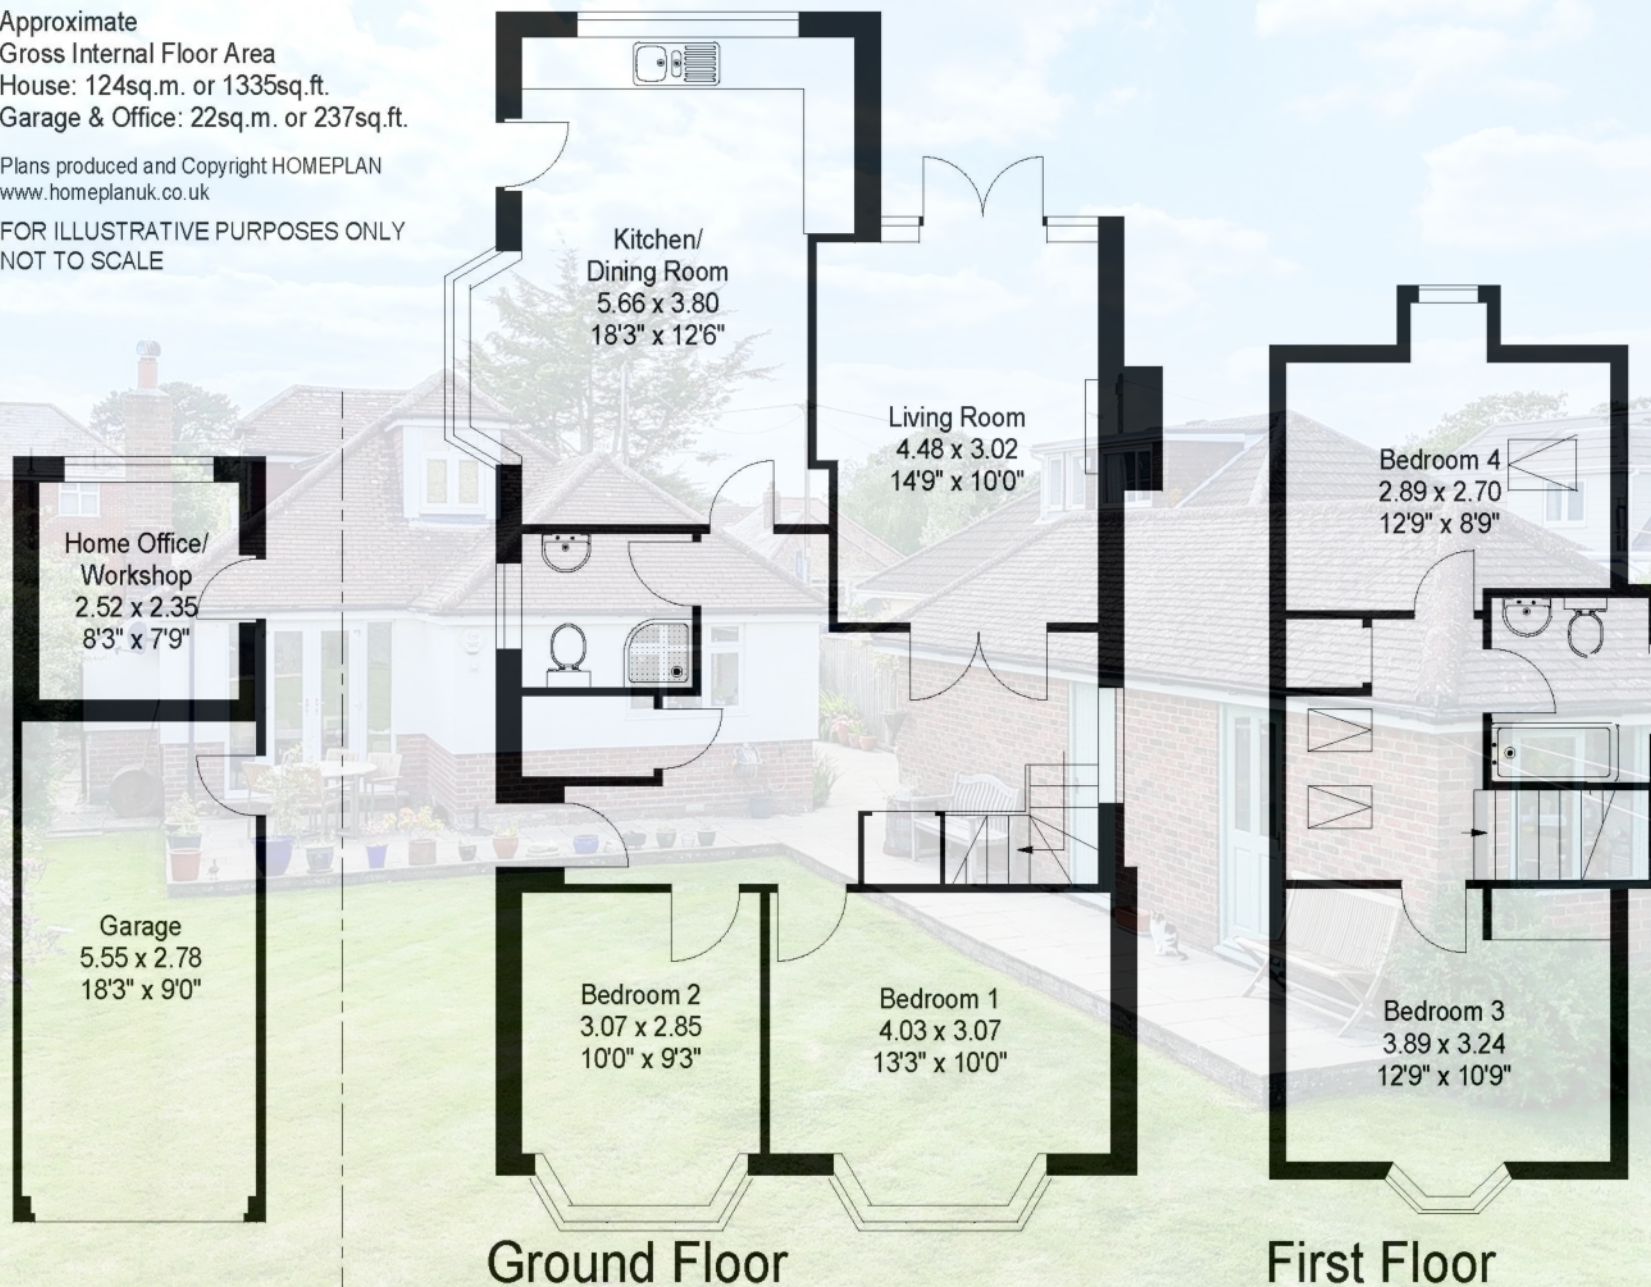 Approximate
Gross Internal Floor Area
House: 124sq.m. or 1335sq.ft.
Garage & Office: 22sq.m. or 237sq.ft.
Plans produced and Copyright HOMEPLAN
www.homeplanuk.co.uk
FOR ILLUSTRATIVE PURPOSES ONLY
NOT TO SCALE
Kitchen/
Dining Room
5.66 x 3.80
18'3" x 12'6"
Living Room
4.48 x 3.02
14'9" x 10'0"
Bedroom 4
2.89 x 2.70
12'9" x 8'9"
Home Office/
Workshop
2.52 x 2.35
8'3" x 7'9"
Garage
5.55 x 2.78
18'3" x 9'0"
Bedroom 2
3.07 x 2.85
10'0" x 9'3"
Bedroom 1
4.03 x 3.07
13'3" x 10'0"
Bedroom 3
3.89 x 3.24
12'9" x 10'9"
Ground Floor
First Floor